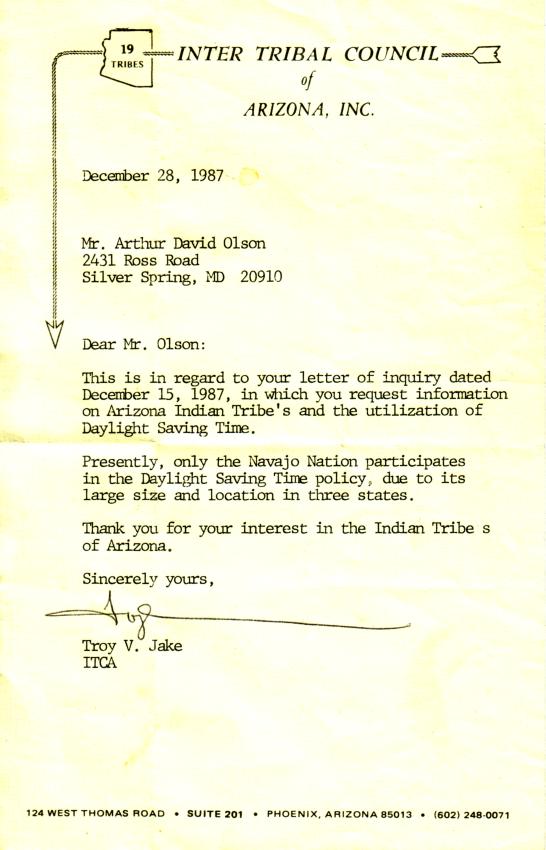 19
TRIBES
INTER TRIBAL COUNCIL
of
ARIZONA, INC.
December 28, 1987
Mr. Arthur David Olson
2431 Ross Road
Silver Spring, MD 20910
Dear Mr. Olson:
This is in regard to your letter of inquiry dated
December 15, 1987, in which you request information
on Arizona Indian Tribe's and the utilization of
Daylight Saving Time.
Presently, only the Navajo Nation participates
in the Daylight Saving Time policy, due to its
large size and location in three states.
Thank you for your interest in the Indian Tribe s
of Arizona.
Sincerely yours,
Troy V. Jake
ITCA
124 WEST THOMAS ROAD • SUITE 201 • PHOENIX, ARIZONA 85013 • (602) 248-0071